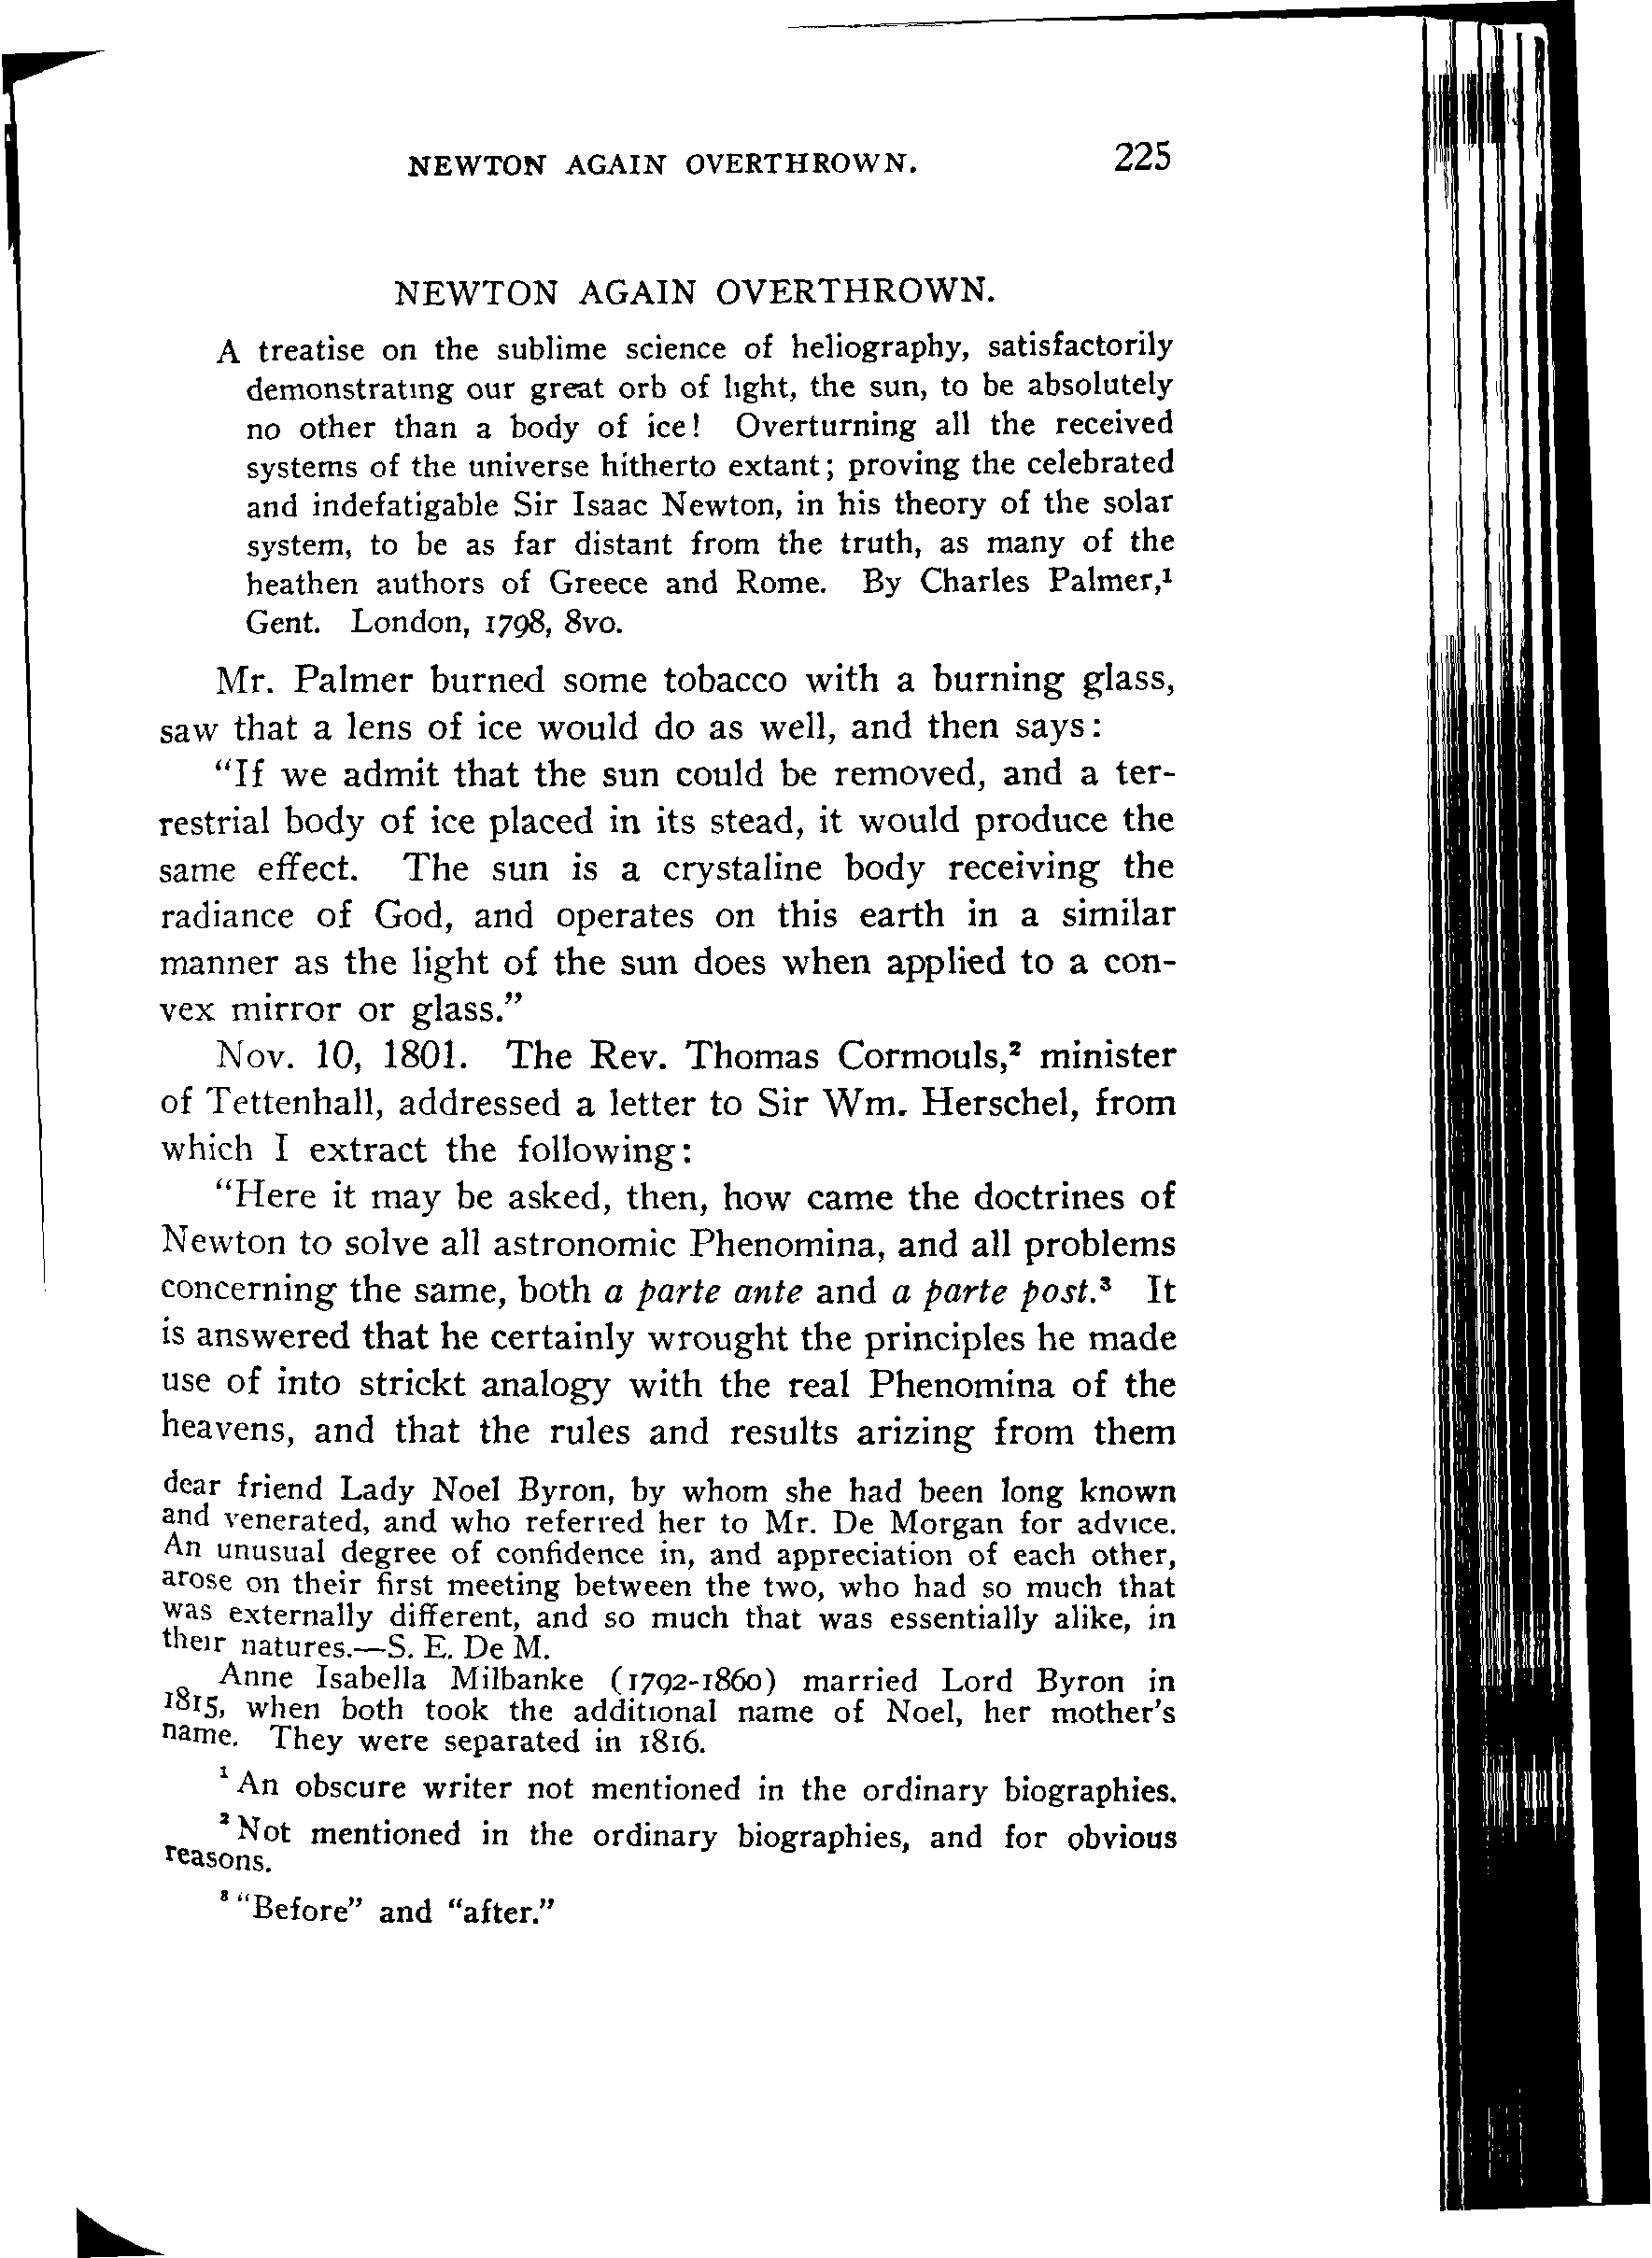 NEWTON AGAIN OVERTHROWN. 225
NEWTON AGAIN OVERTHROWN.
A treatise on the sublime science of heliography, satisfactorily
demonstrating our great orb of light, the sun, to be absolutely
no other than a body of ice! Overturning all the received
systems of the universe hitherto extant; proving the celebrated
and indefatigable Sir Isaac Newton, in his theory of the solar
system, to be as far distant from the truth, as many of the
heathen authors of Greece and Rome. By Charles Palmer,¹
Gent. London, 1798, 8vo.
Mr. Palmer burned some tobacco with a burning glass,
saw that a lens of ice would do as well, and then says:
"If we admit that the sun could be removed, and a ter-
restrial body of ice placed in its stead, it would produce the
same effect. The sun is a crystaline body receiving the
radiance of God, and operates on this earth in a similar
manner as the light of the sun does when applied to a con-
vex mirror or glass."
Nov. 10, 1801. The Rev. Thomas Cormouls,² minister
of Tettenhall, addressed a letter to Sir Wm. Herschel, from
which I extract the following:
"Here it may be asked, then, how came the doctrines of
Newton to solve all astronomic Phenomina, and all problems
concerning the same, both a parte ante and a parte post.³ It
is answered that he certainly wrought the principles he made
use of into strickt analogy with the real Phenomina of the
heavens, and that the rules and results arizing from them
dear friend Lady Noel Byron, by whom she had been long known
and venerated, and who referred her to Mr. De Morgan for advice.
An unusual degree of confidence in, and appreciation of each other,
arose on their first meeting between the two, who had so much that
was externally different, and so much that was essentially alike, in
their natures.—S. E. De M.
Anne Isabella Milbanke (1792-1860) married Lord Byron in
1815, when both took the additional name of Noel, her mother's
name. They were separated in 1816.
¹ An obscure writer not mentioned in the ordinary biographies.
² Not mentioned in the ordinary biographies, and for obvious
reasons.
³ "Before" and "after."